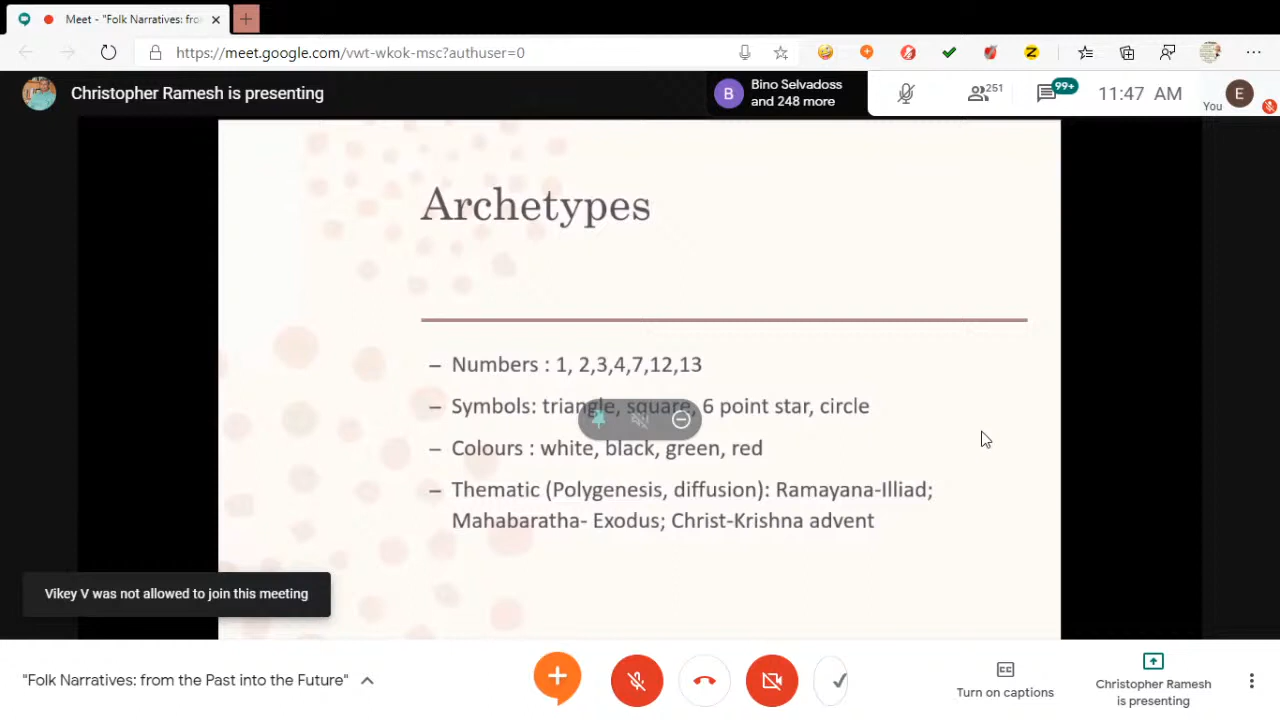 Meet - "Folk Narratives: fro
https://meet.google.com/vwt-wkok-msc?authuser=0
Christopher Ramesh is presenting
B
Bino Selvadoss
and 248 more
251
99+
11:47 AM
You
E
Archetypes
– Numbers : 1, 2,3,4,7,12,13
– Symbols: triangle, square, 6 point star, circle
– Colours : white, black, green, red
– Thematic (Polygenesis, diffusion): Ramayana-Illiad;
Mahabaratha- Exodus; Christ-Krishna advent
Vikey V was not allowed to join this meeting
"Folk Narratives: from the Past into the Future"
CC
Turn on captions
Christopher Ramesh
is presenting